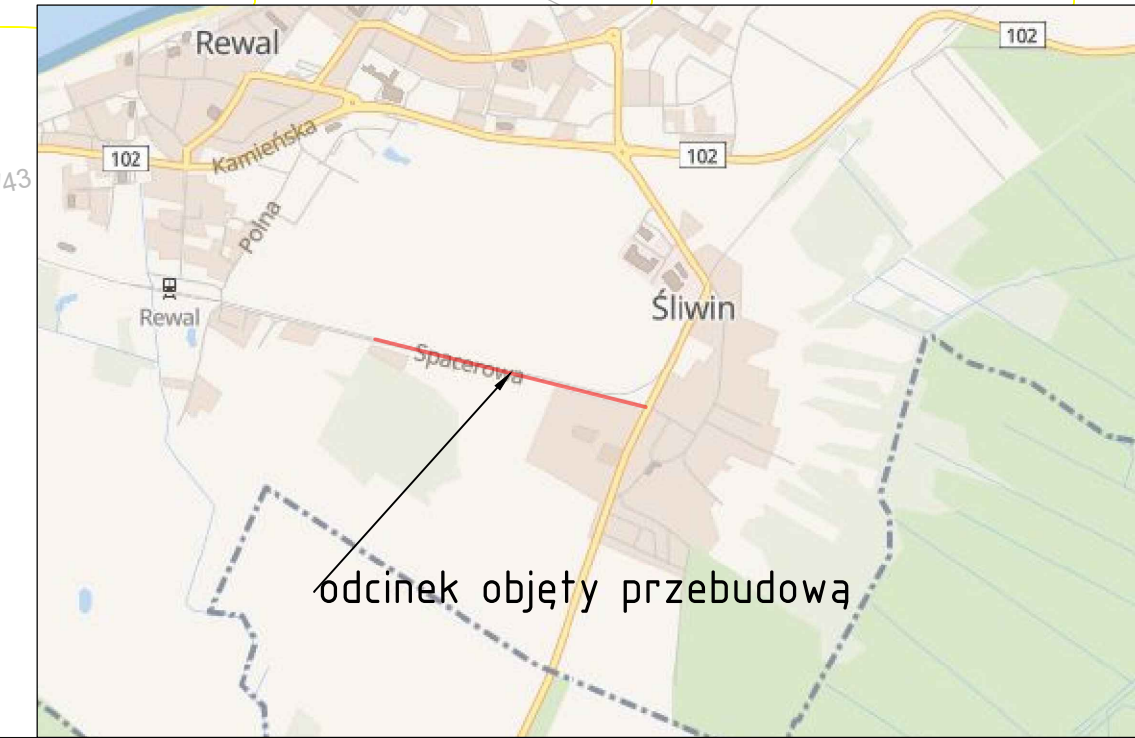 Rewal
102
Kamieńska
102
102
43
Polna
Rewal
Śliwin
Spacerowa
odcinek objęty przebudową